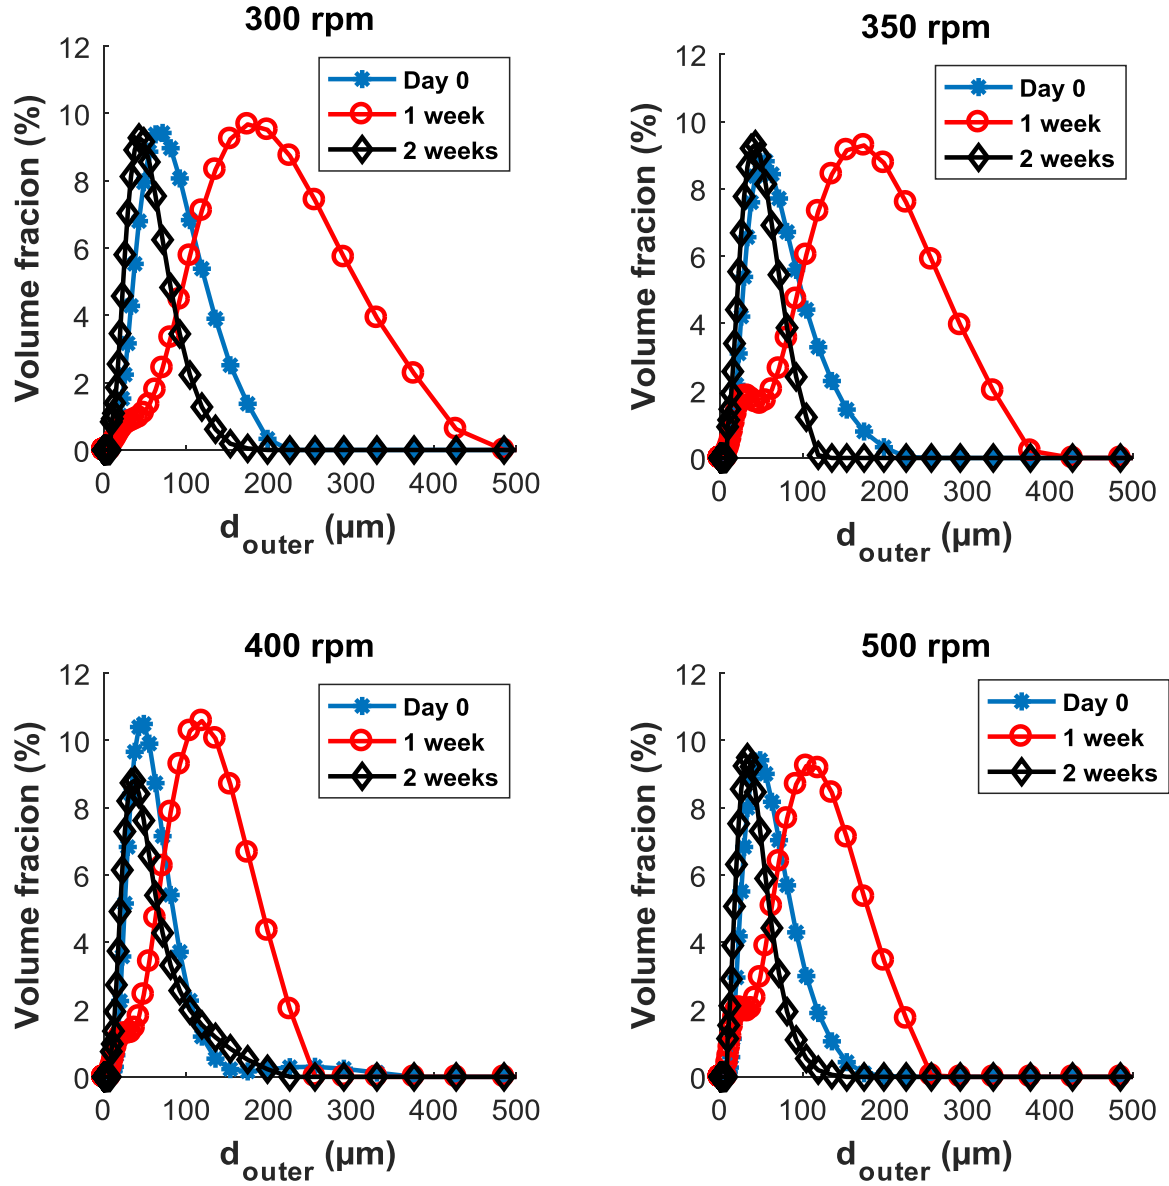 300 rpm
12
10
8
6
4
2
0
Volume fracion (%)
Day 0
1 week
2 weeks
0 100 200 300 400 500
d outer (µm)
350 rpm
12
10
8
6
4
2
0
Volume fracion (%)
Day 0
1 week
2 weeks
0 100 200 300 400 500
d outer (µm)
400 rpm
12
10
8
6
4
2
0
Volume fracion (%)
Day 0
1 week
2 weeks
0 100 200 300 400 500
d outer (µm)
500 rpm
12
10
8
6
4
2
0
Volume fracion (%)
Day 0
1 week
2 weeks
0 100 200 300 400 500
d outer (µm)